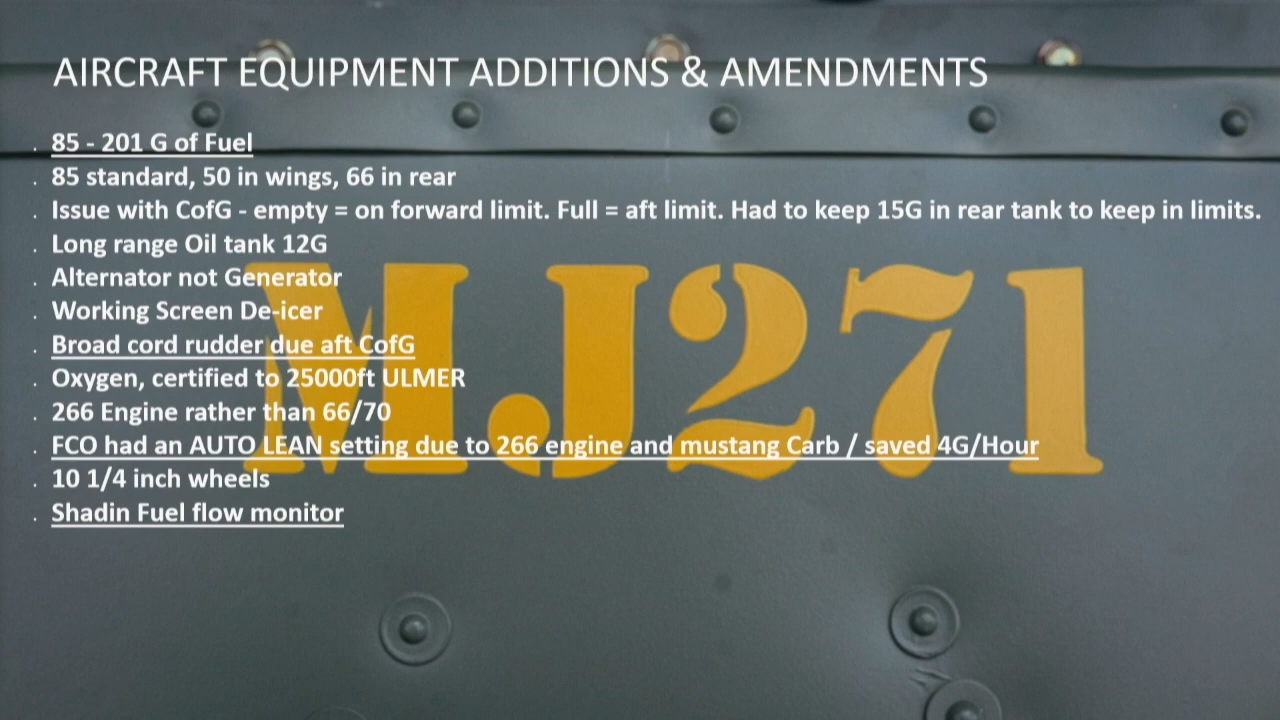 AIRCRAFT EQUIPMENT ADDITIONS & AMENDMENTS
. 85 - 201 G of Fuel
. 85 standard, 50 in wings, 66 in rear
. Issue with CofG - empty = on forward limit. Full = aft limit. Had to keep 15G in rear tank to keep in limits.
. Long range Oil tank 12G
. Alternator not Generator
. Working Screen De-icer
. Broad cord rudder due aft CofG
. Oxygen, certified to 25000ft ULMER
. 266 Engine rather than 66/70
. FCO had an AUTO LEAN setting due to 266 engine and mustang Carb / saved 4G/Hour
. 10 1/4 inch wheels
. Shadin Fuel flow monitor
MJ271